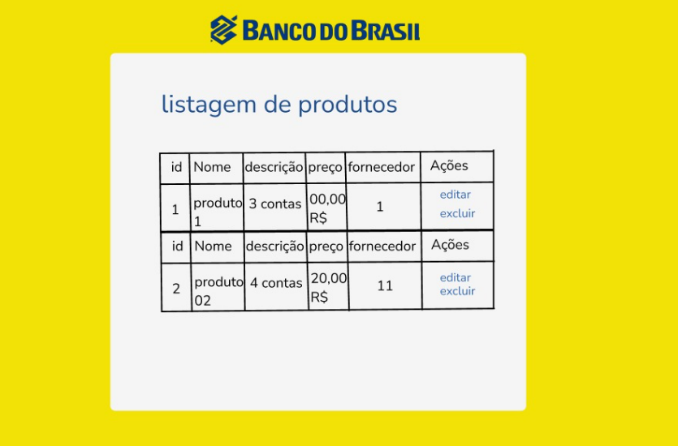 BANCO DO BRASIL
listagem de produtos
id Nome descrição preço fornecedor Ações
1 produto 1 3 contas 00,00 R$ 1 editar excluir
id Nome descrição preço fornecedor Ações
2 produto 02 4 contas 20,00 R$ 11 editar excluir